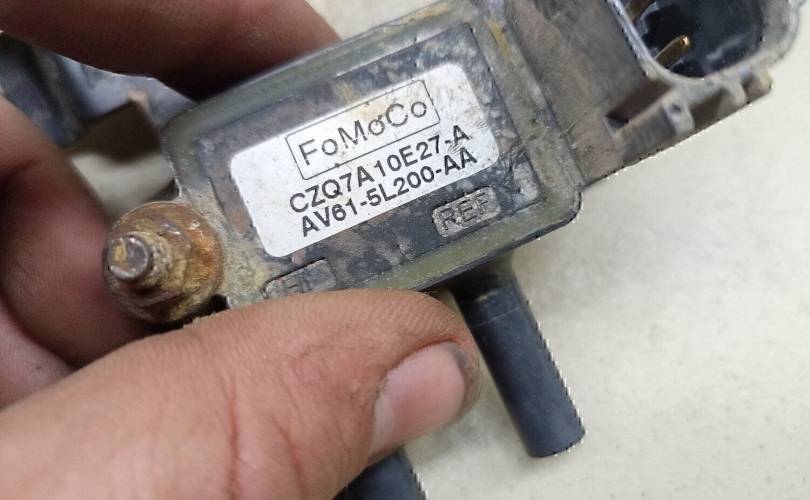 FoMoCo
CZQ7A10E27-A
AV61-5L200-AA
REF
HI